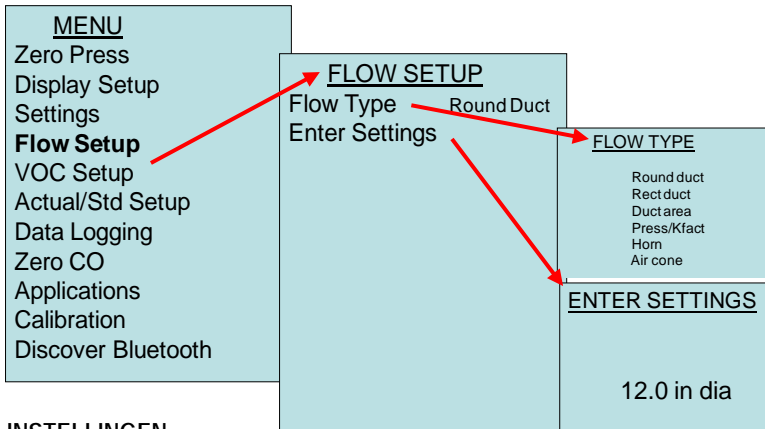 MENU
Zero Press
Display Setup
Settings
Flow Setup
VOC Setup
Actual/Std Setup
Data Logging
Zero CO
Applications
Calibration
Discover Bluetooth
FLOW SETUP
Flow Type Round Duct
Enter Settings
FLOW TYPE
Round duct
Rect duct
Duct area
Press/Kfact
Horn
Air cone
ENTER SETTINGS
12.0 in dia
INSTELLINGEN